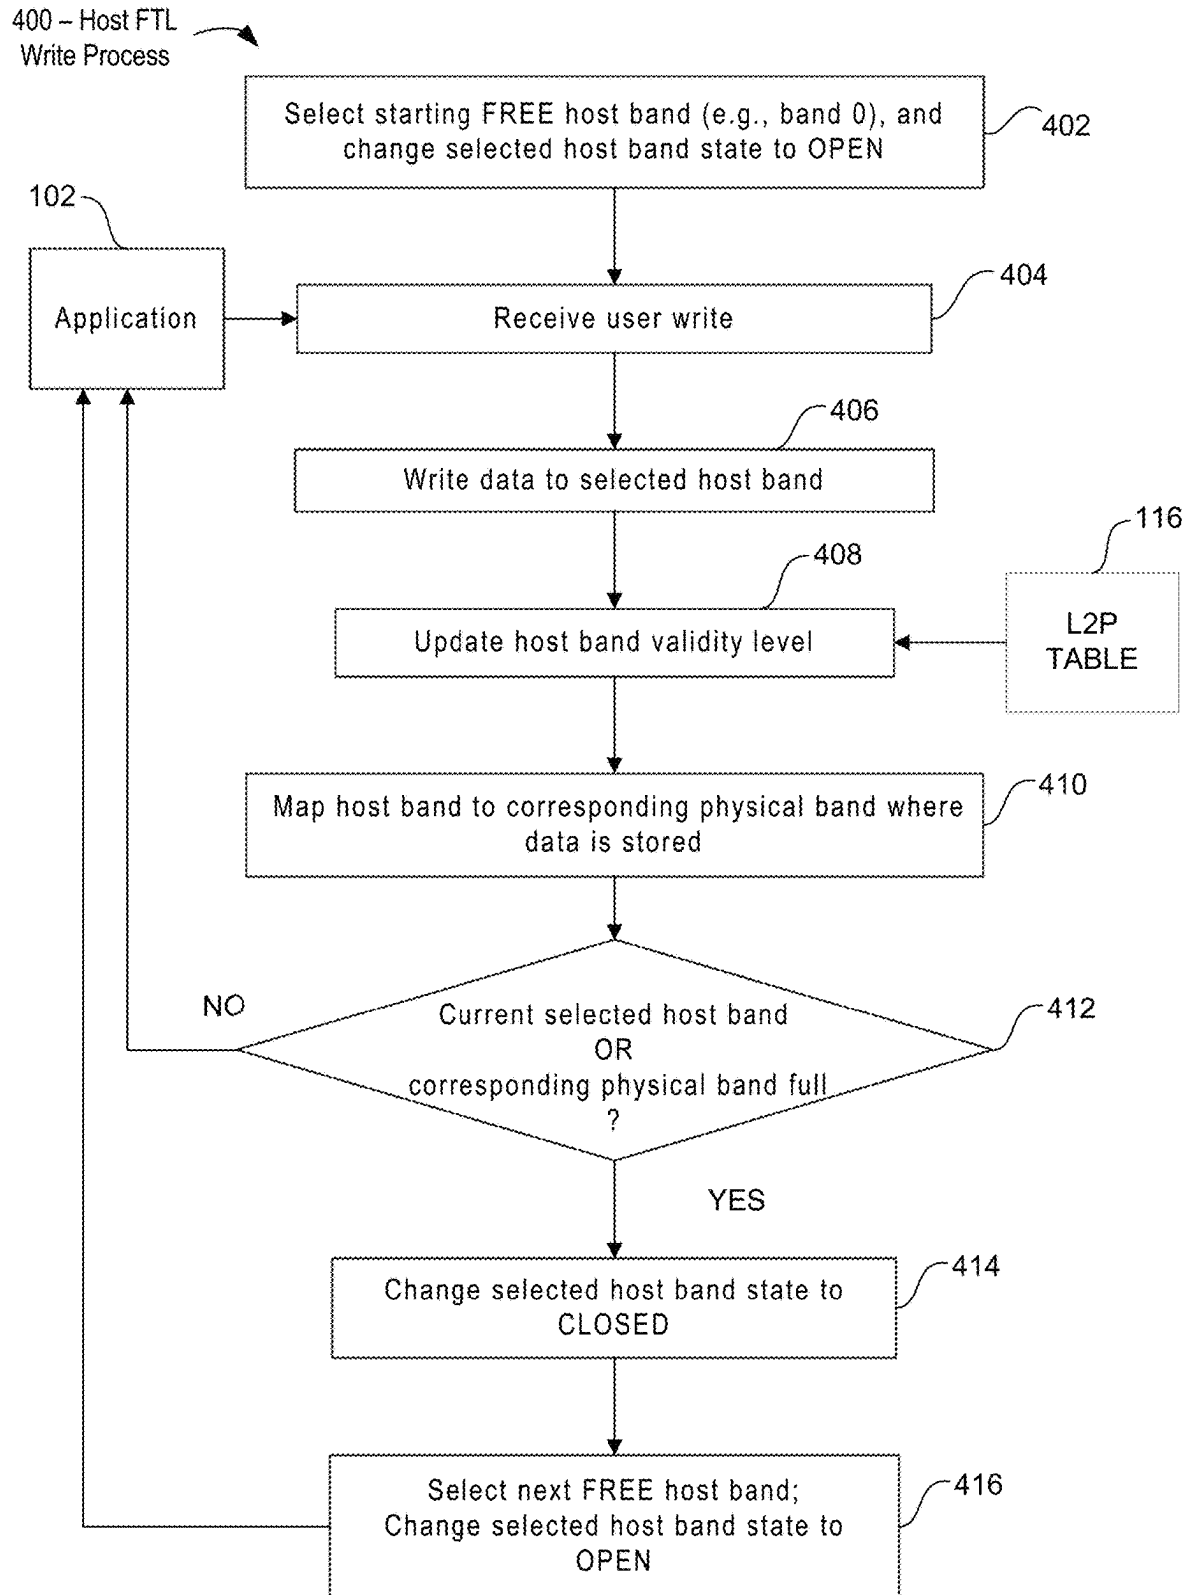 400 – Host FTL
Write Process
Select starting FREE host band (e.g., band 0), and
change selected host band state to OPEN
402
102
Application
404
Receive user write
406
Write data to selected host band
408
Update host band validity level
116
L2P
TABLE
410
Map host band to corresponding physical band where
data is stored
NO
412
Current selected host band
OR
corresponding physical band full
?
YES
414
Change selected host band state to
CLOSED
416
Select next FREE host band;
Change selected host band state to
OPEN